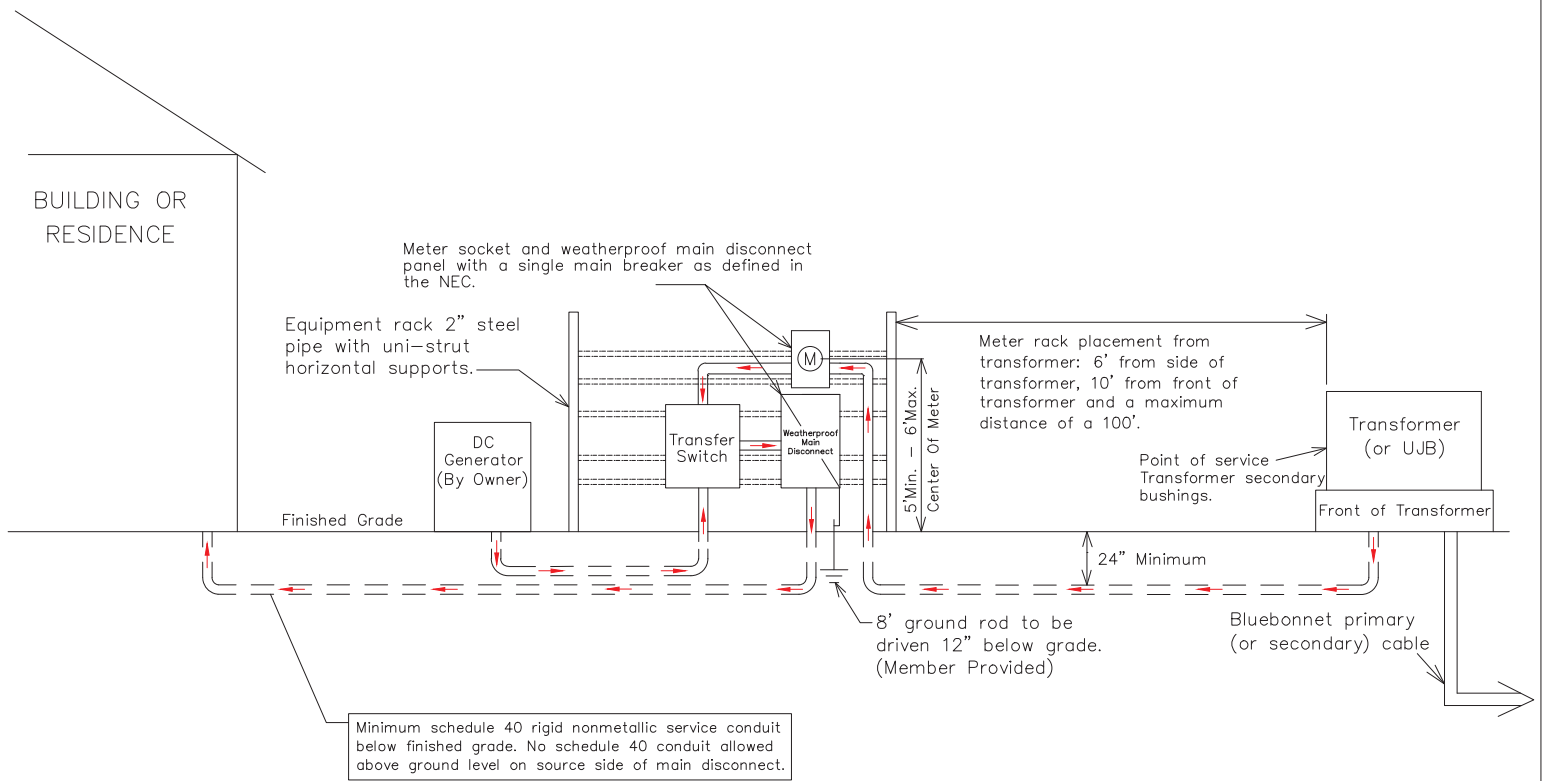 BUILDING OR
RESIDENCE
Meter socket and weatherproof main disconnect
panel with a single main breaker as defined in
the NEC.
Equipment rack 2” steel
pipe with uni-strut
horizontal supports.
M
Meter rack placement from
transformer: 6’ from side of
transformer, 10’ from front of
transformer and a maximum
distance of a 100’.
DC
Generator
(By Owner)
Transfer
Switch
Weatherproof
Main
Disconnect
5’Min. – 6’Max.
Center Of Meter
Transformer
(or UJB)
Point of service
Transformer secondary
bushings.
Front of Transformer
Finished Grade
24” Minimum
8’ ground rod to be
driven 12” below grade.
(Member Provided)
Bluebonnet primary
(or secondary) cable
Minimum schedule 40 rigid nonmetallic service conduit
below finished grade. No schedule 40 conduit allowed
above ground level on source side of main disconnect.